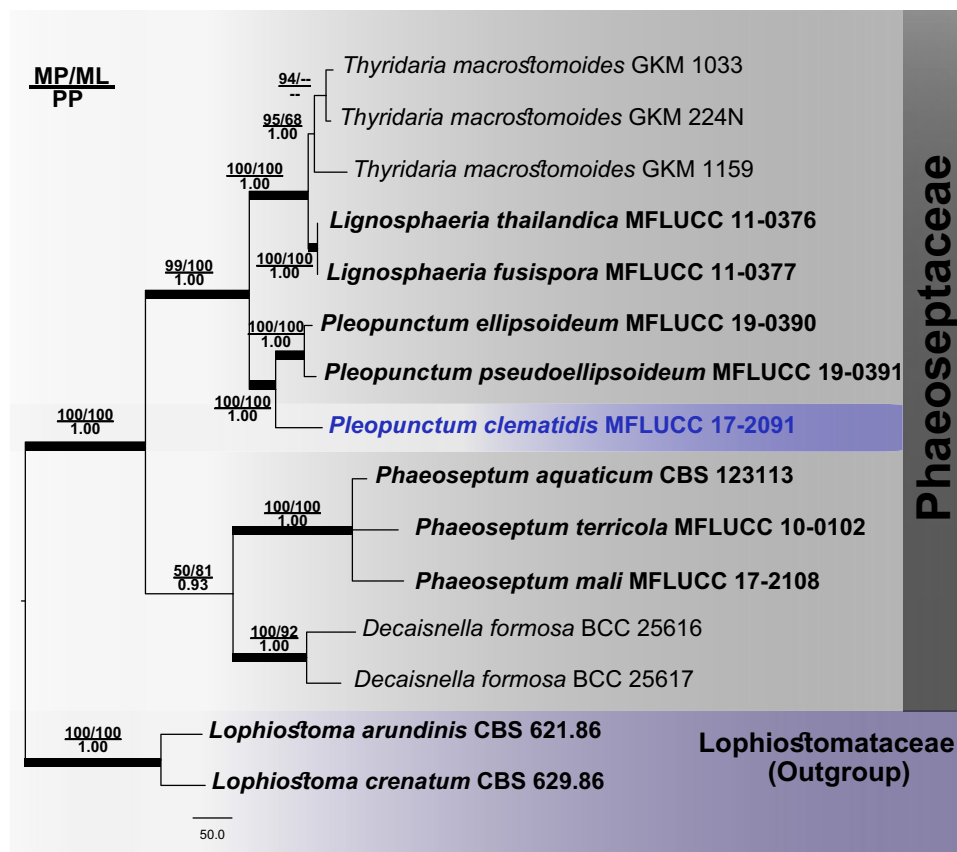 MP/ML
PP
Thyridaria macrostomoides GKM 1033
94/--
--
Thyridaria macrostomoides GKM 224N
95/68
1.00
Thyridaria macrostomoides GKM 1159
100/100
1.00
Lignosphaeria thailandica MFLUCC 11-0376
100/100
1.00
Lignosphaeria fusispora MFLUCC 11-0377
99/100
1.00
Pleopunctum ellipsoideum MFLUCC 19-0390
100/100
1.00
Pleopunctum pseudoellipsoideum MFLUCC 19-0391
100/100
1.00
Pleopunctum clematidis MFLUCC 17-2091
100/100
1.00
Phaeoseptum aquaticum CBS 123113
100/100
1.00
Phaeoseptum terricola MFLUCC 10-0102
Phaeoseptum mali MFLUCC 17-2108
50/81
0.93
Decaisnella formosa BCC 25616
100/92
1.00
Decaisnella formosa BCC 25617
Phaeoseptaceae
Lophiostoma arundinis CBS 621.86
100/100
1.00
Lophiostoma crenatum CBS 629.86
Lophiostomataceae
(Outgroup)
50.0